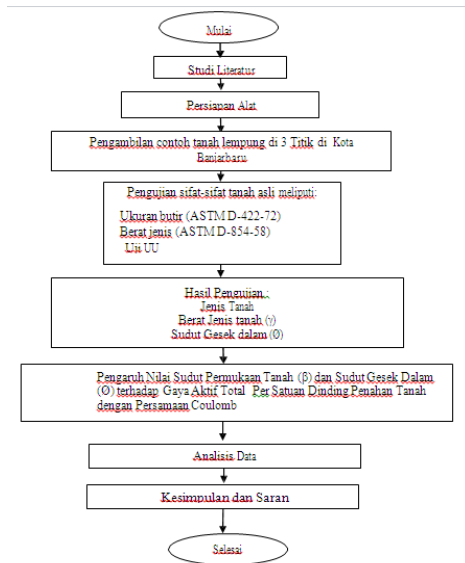 Mulai
Studi Literatur
Persiapan Alat
Pengambilan contoh tanah lempung di 3 Titik di Kota
Banjarbaru
Pengujian sifat-sifat tanah asli meliputi:
Ukuran butir (ASTM D-422-72)
Berat jenis (ASTM D-854-58)
Uji UU
Hasil Pengujian :
Jenis Tanah
Berat Jenis tanah (γ)
Sudut Gesek dalam (Ø)
Pengaruh Nilai Sudut Permukaan Tanah (β) dan Sudut Gesek Dalam
(Ø) terhadap Gaya Aktif Total Per Satuan Dinding Penahan Tanah
dengan Persamaan Coulomb
Analisis Data
Kesimpulan dan Saran
Selesai